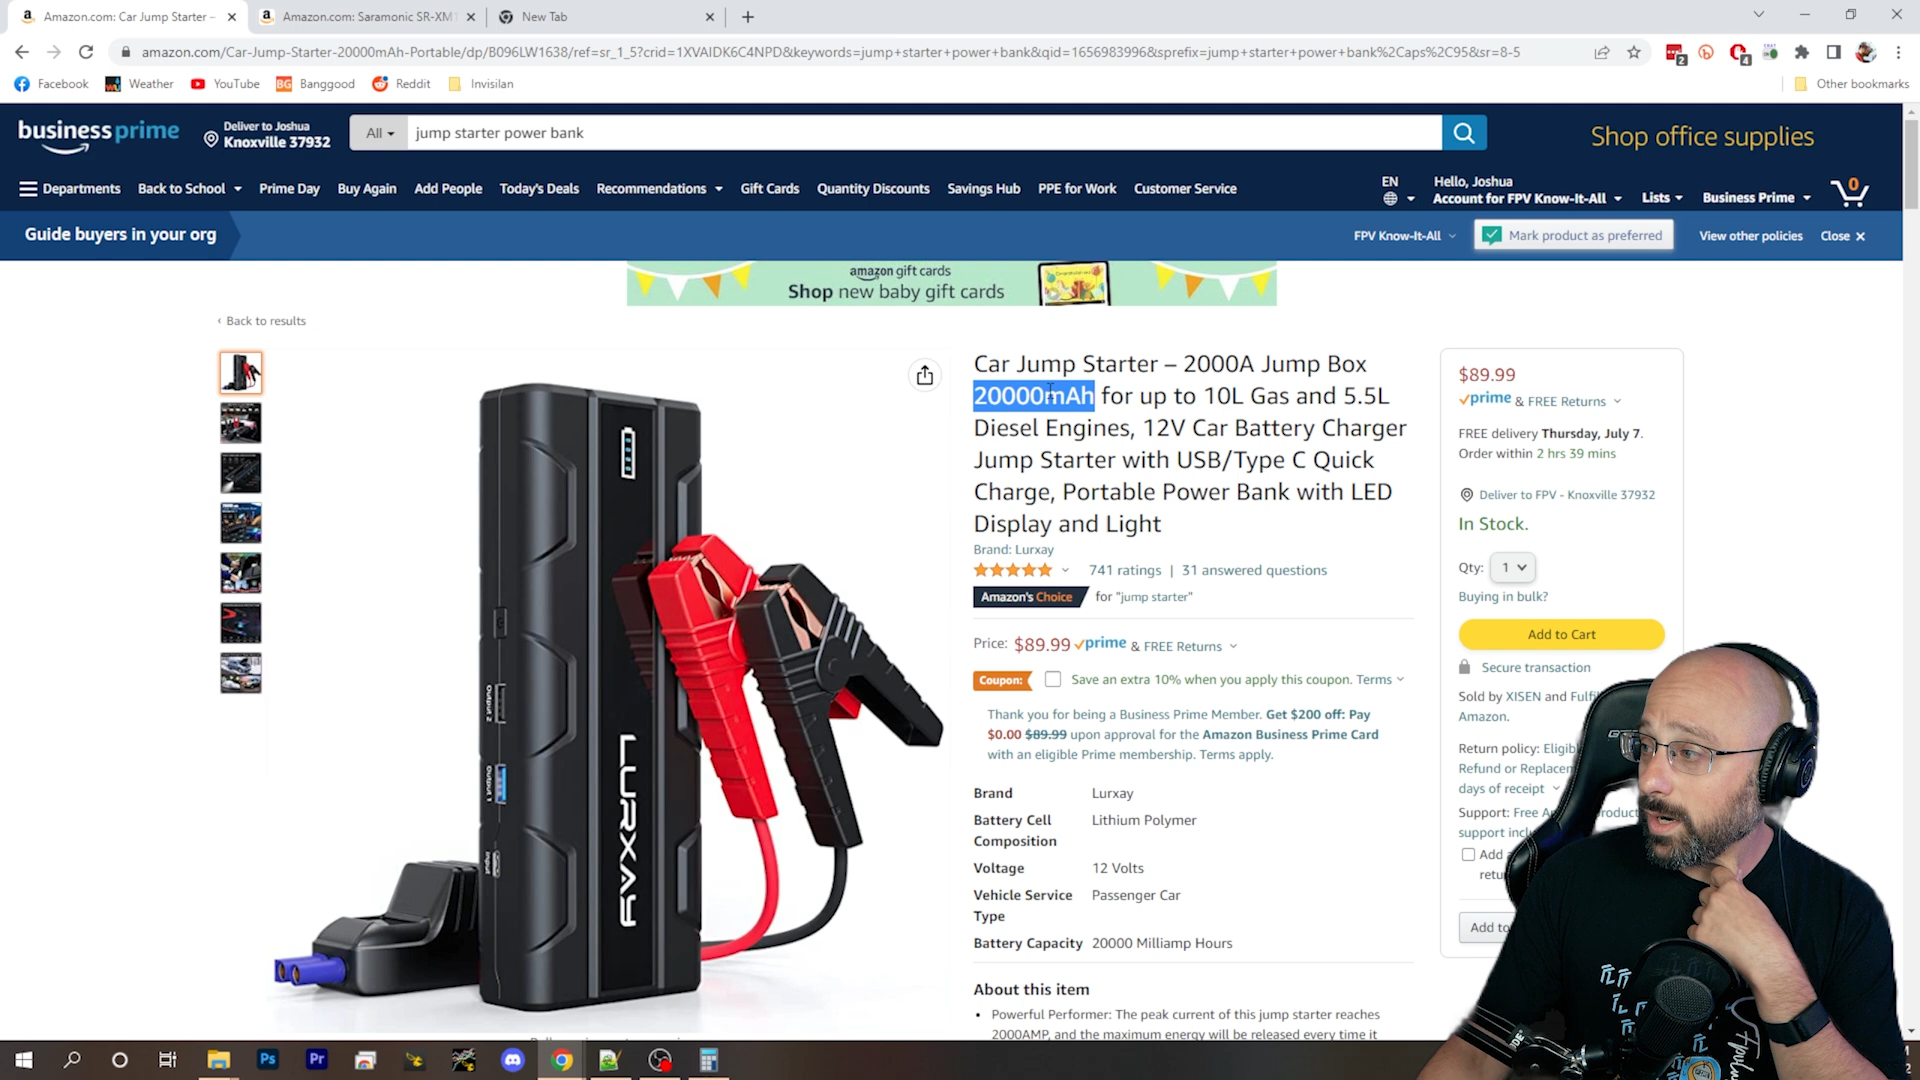 Amazon.com: Car Jump Starter –
Amazon.com: Saramonic SR-XM1
New Tab
amazon.com/Car-Jump-Starter-20000mAh-Portable/dp/B096LW1638/ref=sr_1_5?crid=1XVAIDK6C4NPD&keywords=jump+starter+power+bank&qid=1656983996&sprefix=jump+starter+power+bank%2Caps%2C95&sr=8-5
2
4
Facebook
Weather
YouTube
BG Banggood
Reddit
Invisilan
Other bookmarks
business prime
Deliver to Joshua
Knoxville 37932
All
jump starter power bank
Shop office supplies
Departments Back to School Prime Day Buy Again Add People Today's Deals Recommendations Gift Cards Quantity Discounts Savings Hub PPE for Work Customer Service
EN
Hello, Joshua
Account for FPV Know-It-All
Lists
Business Prime
0
Guide buyers in your org
FPV Know-It-All
Mark product as preferred
View other policies
Close
amazon gift cards
Shop new baby gift cards
‹ Back to results
Car Jump Starter – 2000A Jump Box
20000mAh for up to 10L Gas and 5.5L
Diesel Engines, 12V Car Battery Charger
Jump Starter with USB/Type C Quick
Charge, Portable Power Bank with LED
Display and Light
Brand: Lurxay
741 ratings | 31 answered questions
Amazon's Choice for "jump starter"
Price: $89.99 prime & FREE Returns
Coupon: Save an extra 10% when you apply this coupon. Terms
Thank you for being a Business Prime Member. Get $200 off: Pay
$0.00 $89.99 upon approval for the Amazon Business Prime Card
with an eligible Prime membership. Terms apply.
Brand Lurxay
Battery Cell Lithium Polymer
Composition
Voltage 12 Volts
Vehicle Service Passenger Car
Type
Battery Capacity 20000 Milliamp Hours
About this item
• Powerful Performer: The peak current of this jump starter reaches
2000AMP, and the maximum energy will be released every time it
$89.99
prime & FREE Returns
FREE delivery Thursday, July 7.
Order within 2 hrs 39 mins
Deliver to FPV - Knoxville 37932
In Stock.
Qty: 1
Buying in bulk?
Add to Cart
Secure transaction
Sold by XISEN and
Amazon.
Return policy:
Refund or
days of receipt
Support: Free
support
Add
Add to
Output 2
Output 1
Input
LURXAY
Ps
Pr